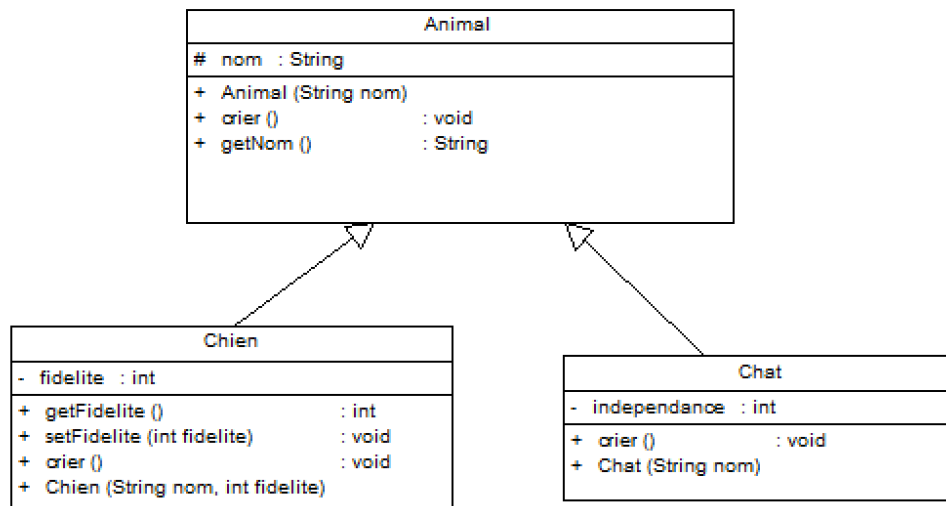 Animal
# nom : String
+ Animal (String nom)
+ crier () : void
+ getNom () : String
Chien
- fidelite : int
+ getFidelite () : int
+ setFidelite (int fidelite) : void
+ crier () : void
+ Chien (String nom, int fidelite)
Chat
- independance : int
+ crier () : void
+ Chat (String nom)